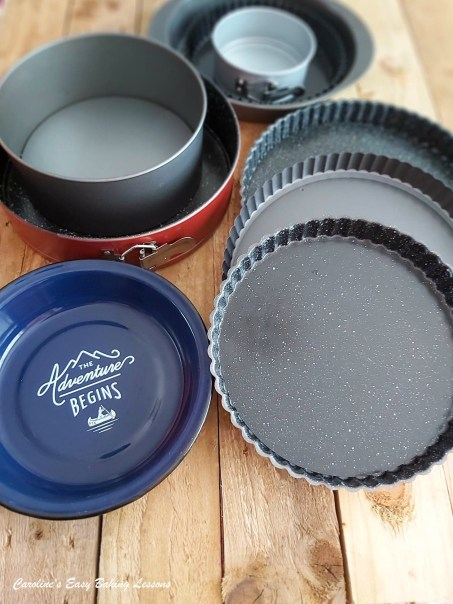 THE
Adventure
BEGINS
Caroline's Easy Baking Lessons